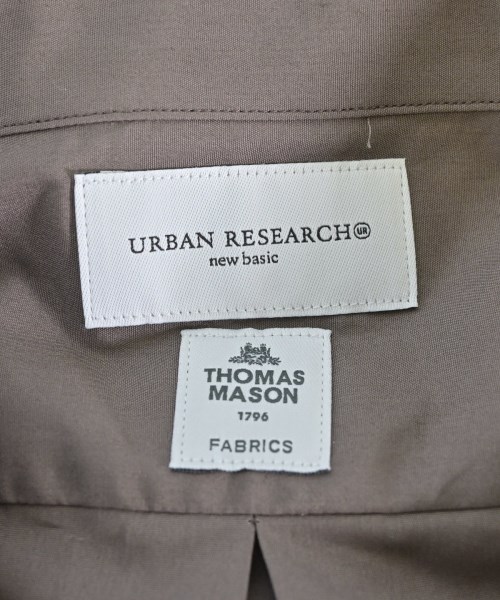 URBAN RESEARCH UR
new basic
THOMAS
MASON
1796
FABRICS